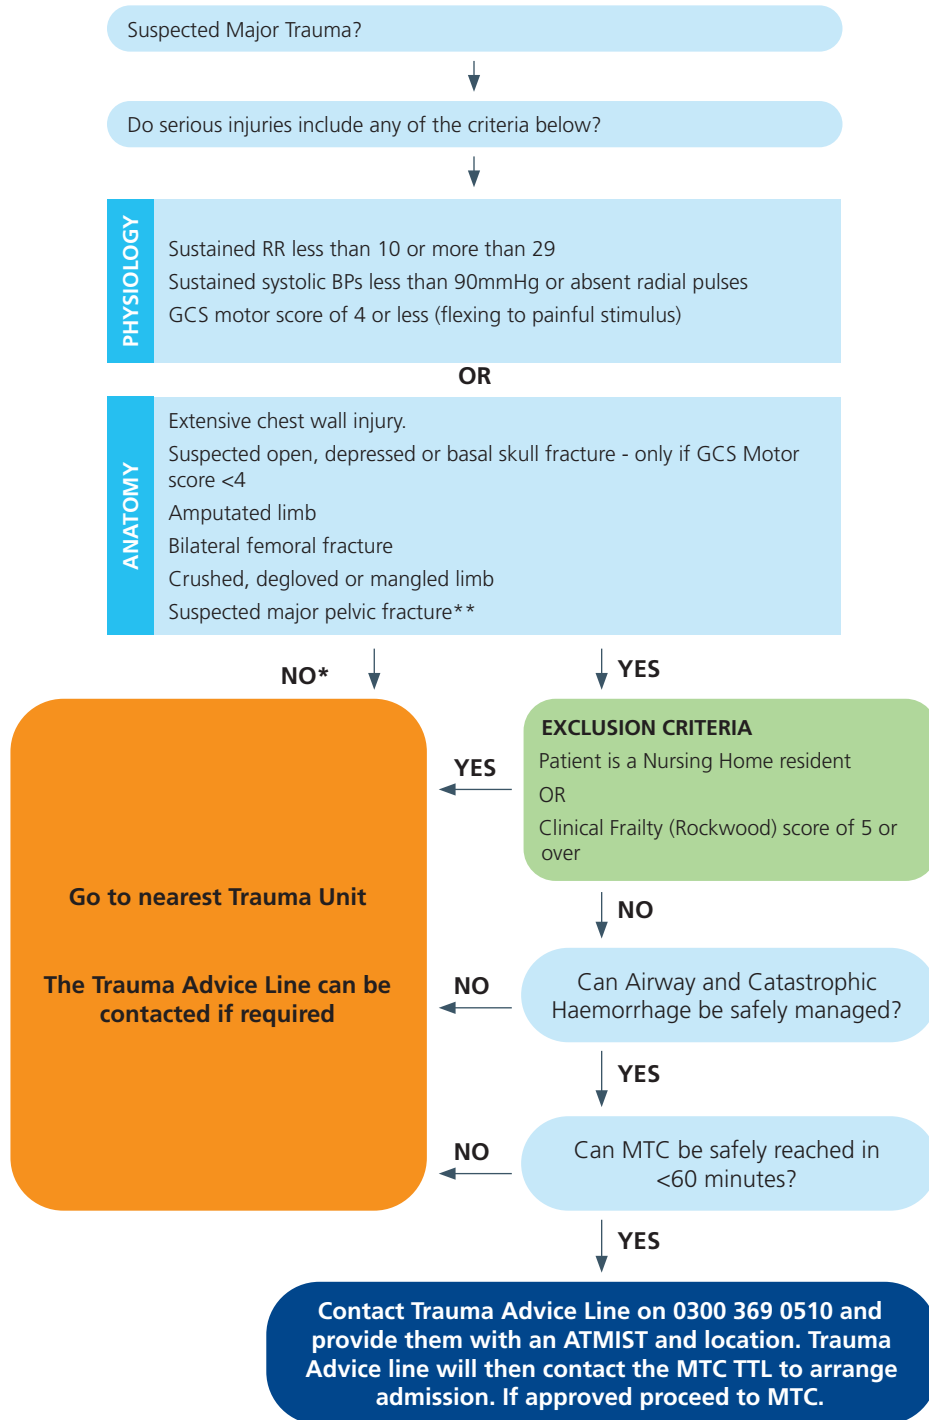 Suspected Major Trauma?
Do serious injuries include any of the criteria below?
PHYSIOLOGY
Sustained RR less than 10 or more than 29
Sustained systolic BPs less than 90mmHg or absent radial pulses
GCS motor score of 4 or less (flexing to painful stimulus)
OR
ANATOMY
Extensive chest wall injury.
Suspected open, depressed or basal skull fracture - only if GCS Motor
score <4
Amputated limb
Bilateral femoral fracture
Crushed, degloved or mangled limb
Suspected major pelvic fracture**
NO*
YES
EXCLUSION CRITERIA
Patient is a Nursing Home resident
OR
Clinical Frailty (Rockwood) score of 5 or
over
YES
Go to nearest Trauma Unit
The Trauma Advice Line can be
contacted if required
NO
Can Airway and Catastrophic
Haemorrhage be safely managed?
NO
YES
Can MTC be safely reached in
<60 minutes?
NO
YES
Contact Trauma Advice Line on 0300 369 0510 and
provide them with an ATMIST and location. Trauma
Advice line will then contact the MTC TTL to arrange
admission. If approved proceed to MTC.